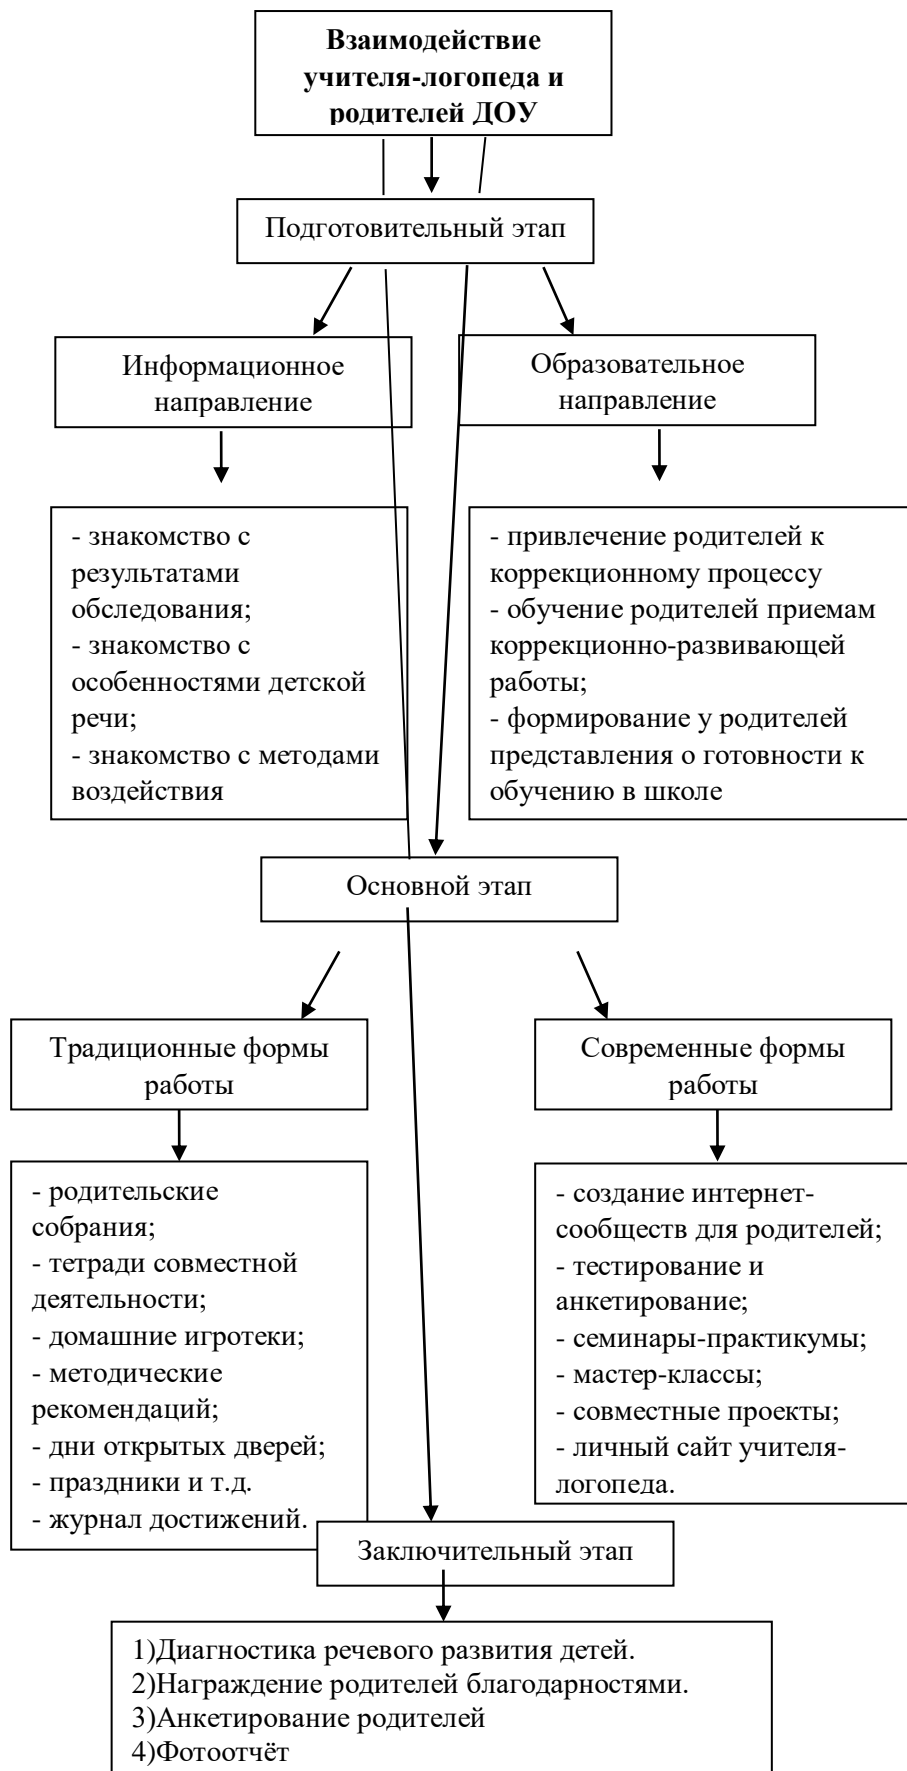 Взаимодействие
учителя-логопеда и
родителей ДОУ
Подготовительный этап
Информационное
направление
Образовательное
направление
- знакомство с
результатами
обследования;
- знакомство с
особенностями детской
речи;
- знакомство с методами
воздействия
- привлечение родителей к
коррекционному процессу
- обучение родителей приемам
коррекционно-развивающей
работы;
- формирование у родителей
представления о готовности к
обучению в школе
Основной этап
Традиционные формы
работы
Современные формы
работы
- родительские
собрания;
- тетради совместной
деятельности;
- домашние игротеки;
- методические
рекомендаций;
- дни открытых дверей;
- праздники и т.д.
- журнал достижений.
- создание интернет-
сообществ для родителей;
- тестирование и
анкетирование;
- семинары-практикумы;
- мастер-классы;
- совместные проекты;
- личный сайт учителя-
логопеда.
Заключительный этап
1)Диагностика речевого развития детей.
2)Награждение родителей благодарностями.
3)Анкетирование родителей
4)Фотоотчёт